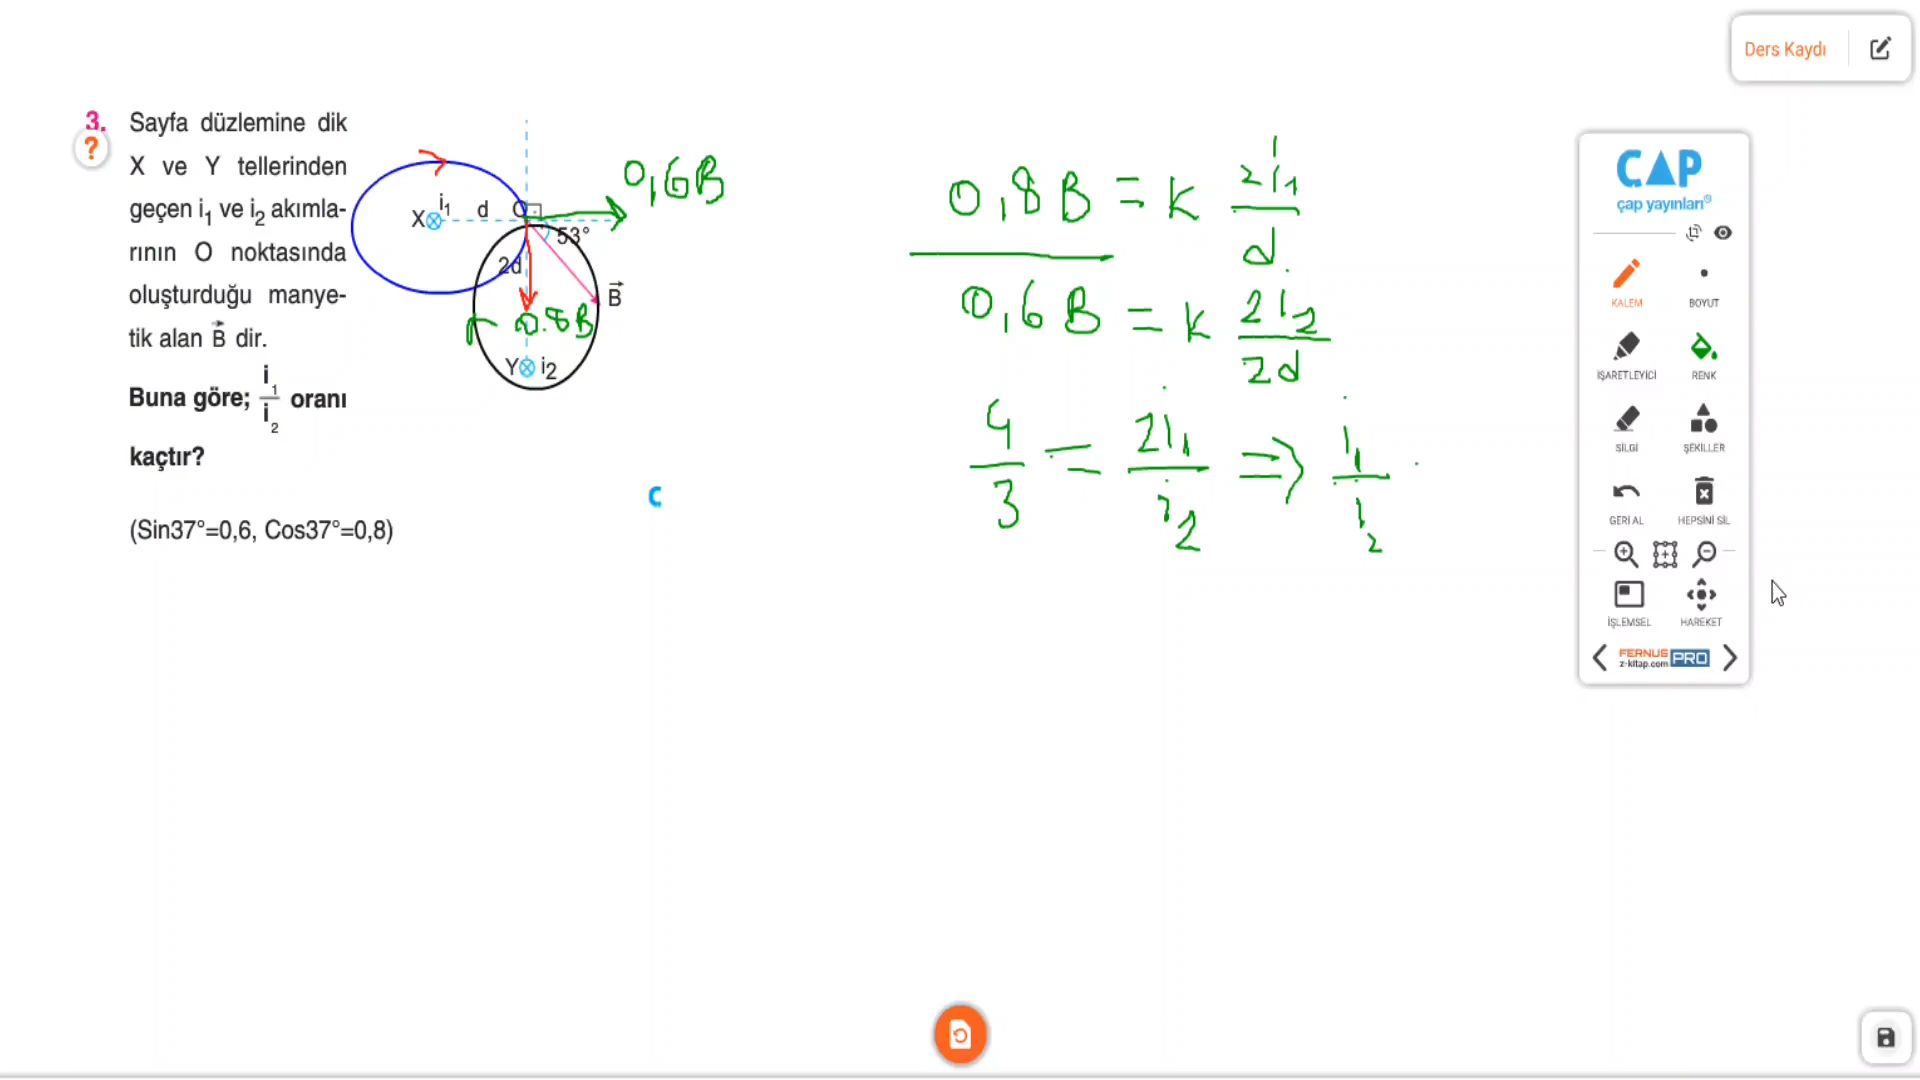 Ders Kaydı
3. Sayfa düzlemine dik
? X ve Y tellerinden
geçen i₁ ve i₂ akımla-
rının O noktasında
oluşturduğu manye-
tik alan B⃗ dir.
Buna göre; i₁/i₂ oranı
kaçtır?
(Sin37°=0,6, Cos37°=0,8)
0,6B
X i₁ d O
53°
2d
B⃗
0.8B
Y i₂
C
0,8B = k 2i₁/d
0,6B = k 2i₂/2d
4/3 = 2i₁/i₂ ⇒ i₁/i₂
ÇAP
çap yayınları®
KALEM BOYUT
İŞARETLEYİCİ RENK
SİLGİ ŞEKİLLER
GERİ AL HEPSİNİ SİL
İŞLEMSEL HAREKET
FERNUS
z-kitap.com PRO